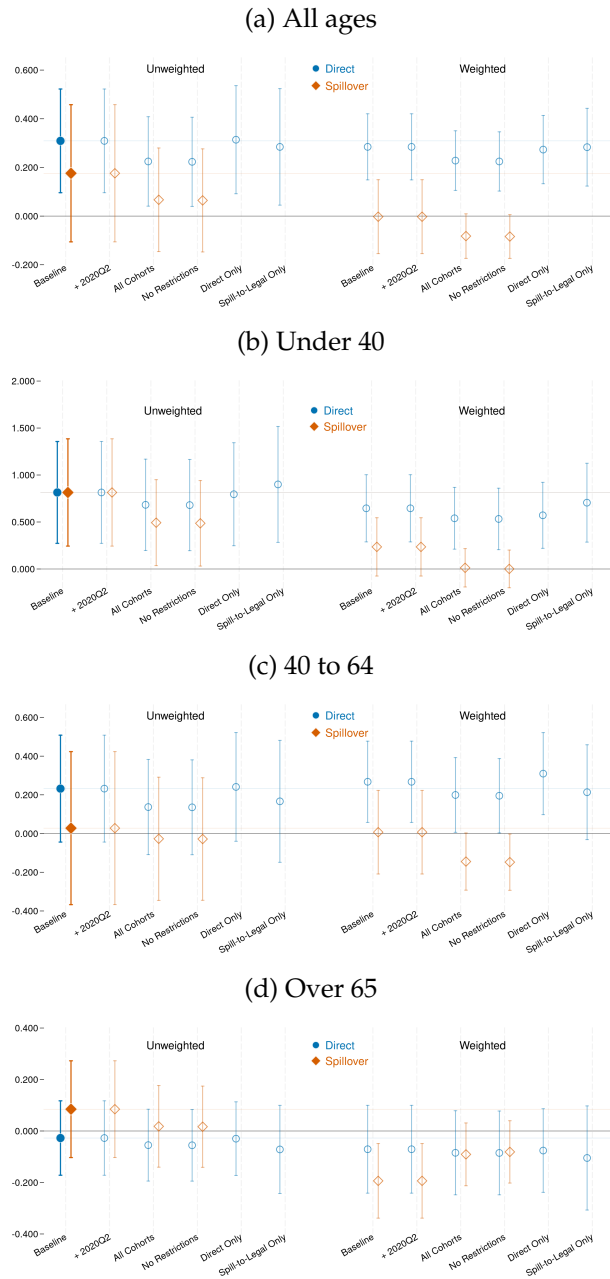 (a) All ages
Unweighted
Direct
Spillover
Weighted
0.600
0.400
0.200
0.000
-0.200
Baseline
+ 2020Q2
All Cohorts
No Restrictions
Direct Only
Spill-to-Legal Only
Baseline
+ 2020Q2
All Cohorts
No Restrictions
Direct Only
Spill-to-Legal Only
(b) Under 40
Unweighted
Direct
Spillover
Weighted
2.000
1.500
1.000
0.500
0.000
Baseline
+ 2020Q2
All Cohorts
No Restrictions
Direct Only
Spill-to-Legal Only
Baseline
+ 2020Q2
All Cohorts
No Restrictions
Direct Only
Spill-to-Legal Only
(c) 40 to 64
Unweighted
Direct
Spillover
Weighted
0.600
0.400
0.200
0.000
-0.200
-0.400
Baseline
+ 2020Q2
All Cohorts
No Restrictions
Direct Only
Spill-to-Legal Only
Baseline
+ 2020Q2
All Cohorts
No Restrictions
Direct Only
Spill-to-Legal Only
(d) Over 65
Unweighted
Direct
Spillover
Weighted
0.400
0.200
0.000
-0.200
-0.400
Baseline
+ 2020Q2
All Cohorts
No Restrictions
Direct Only
Spill-to-Legal Only
Baseline
+ 2020Q2
All Cohorts
No Restrictions
Direct Only
Spill-to-Legal Only